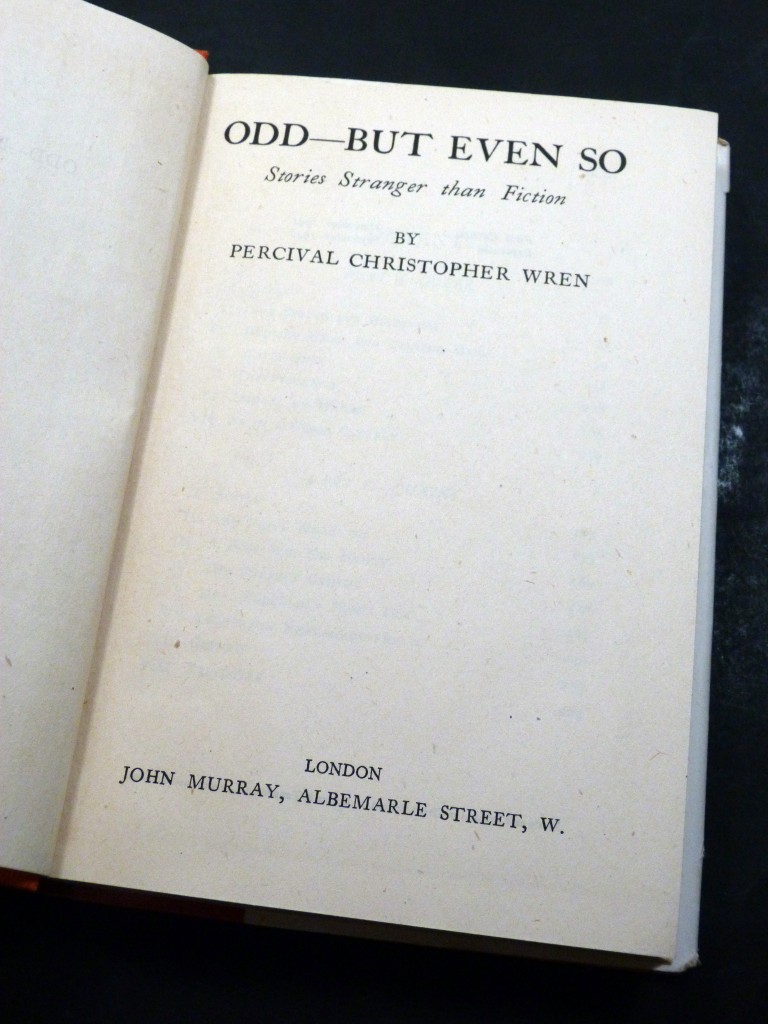 ODD—BUT EVEN SO
Stories Stranger than Fiction
BY
PERCIVAL CHRISTOPHER WREN
LONDON
JOHN MURRAY, ALBEMARLE STREET, W.